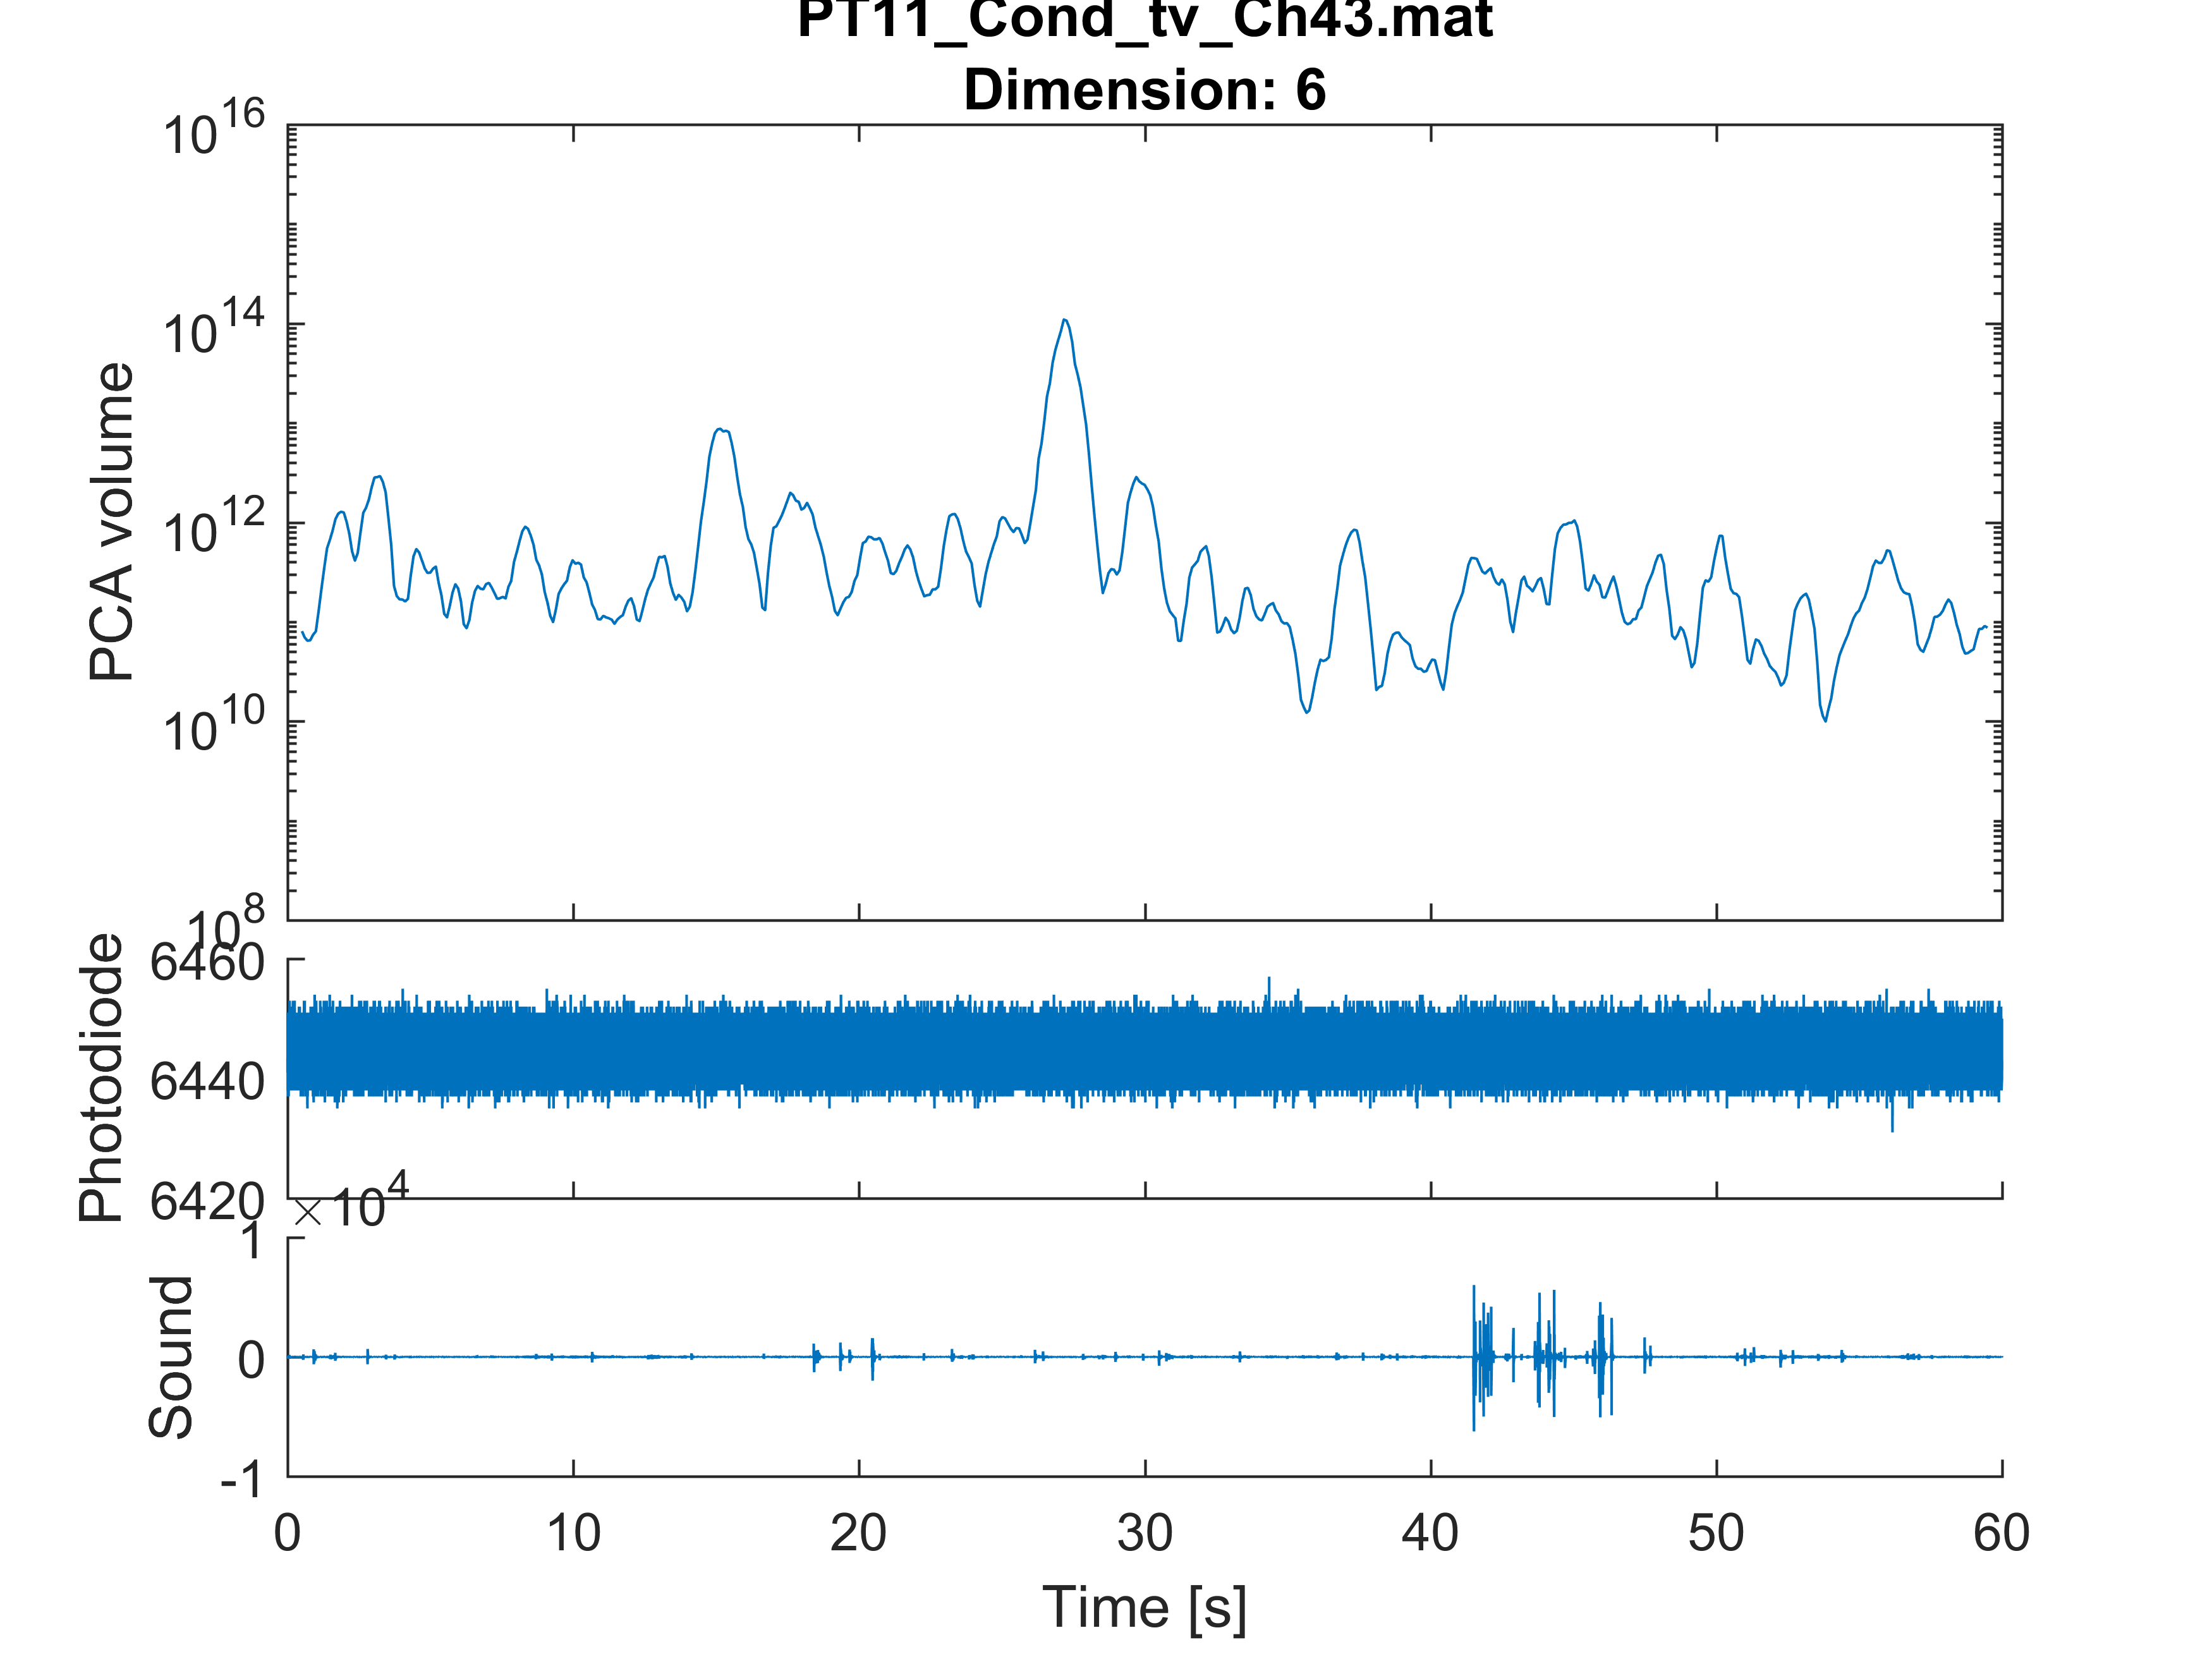 PT11_Cond_tv_Ch43.mat
Dimension: 6
10^16
10^14
10^12
10^10
10^8
PCA volume
6460
6440
6420
Photodiode
×10^4
1
0
-1
Sound
0 10 20 30 40 50 60
Time [s]